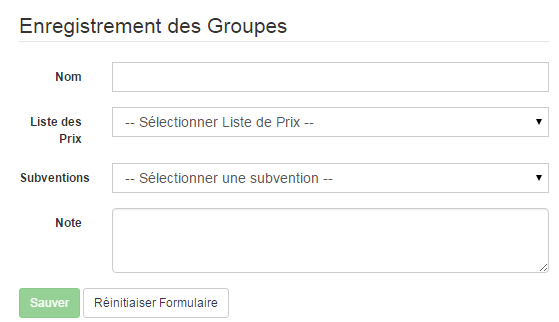 Enregistrement des Groupes
Nom
Liste des
Prix
-- Sélectionner Liste de Prix --
Subventions
-- Sélectionner une subvention --
Note
Sauver
Réinitiaiser Formulaire